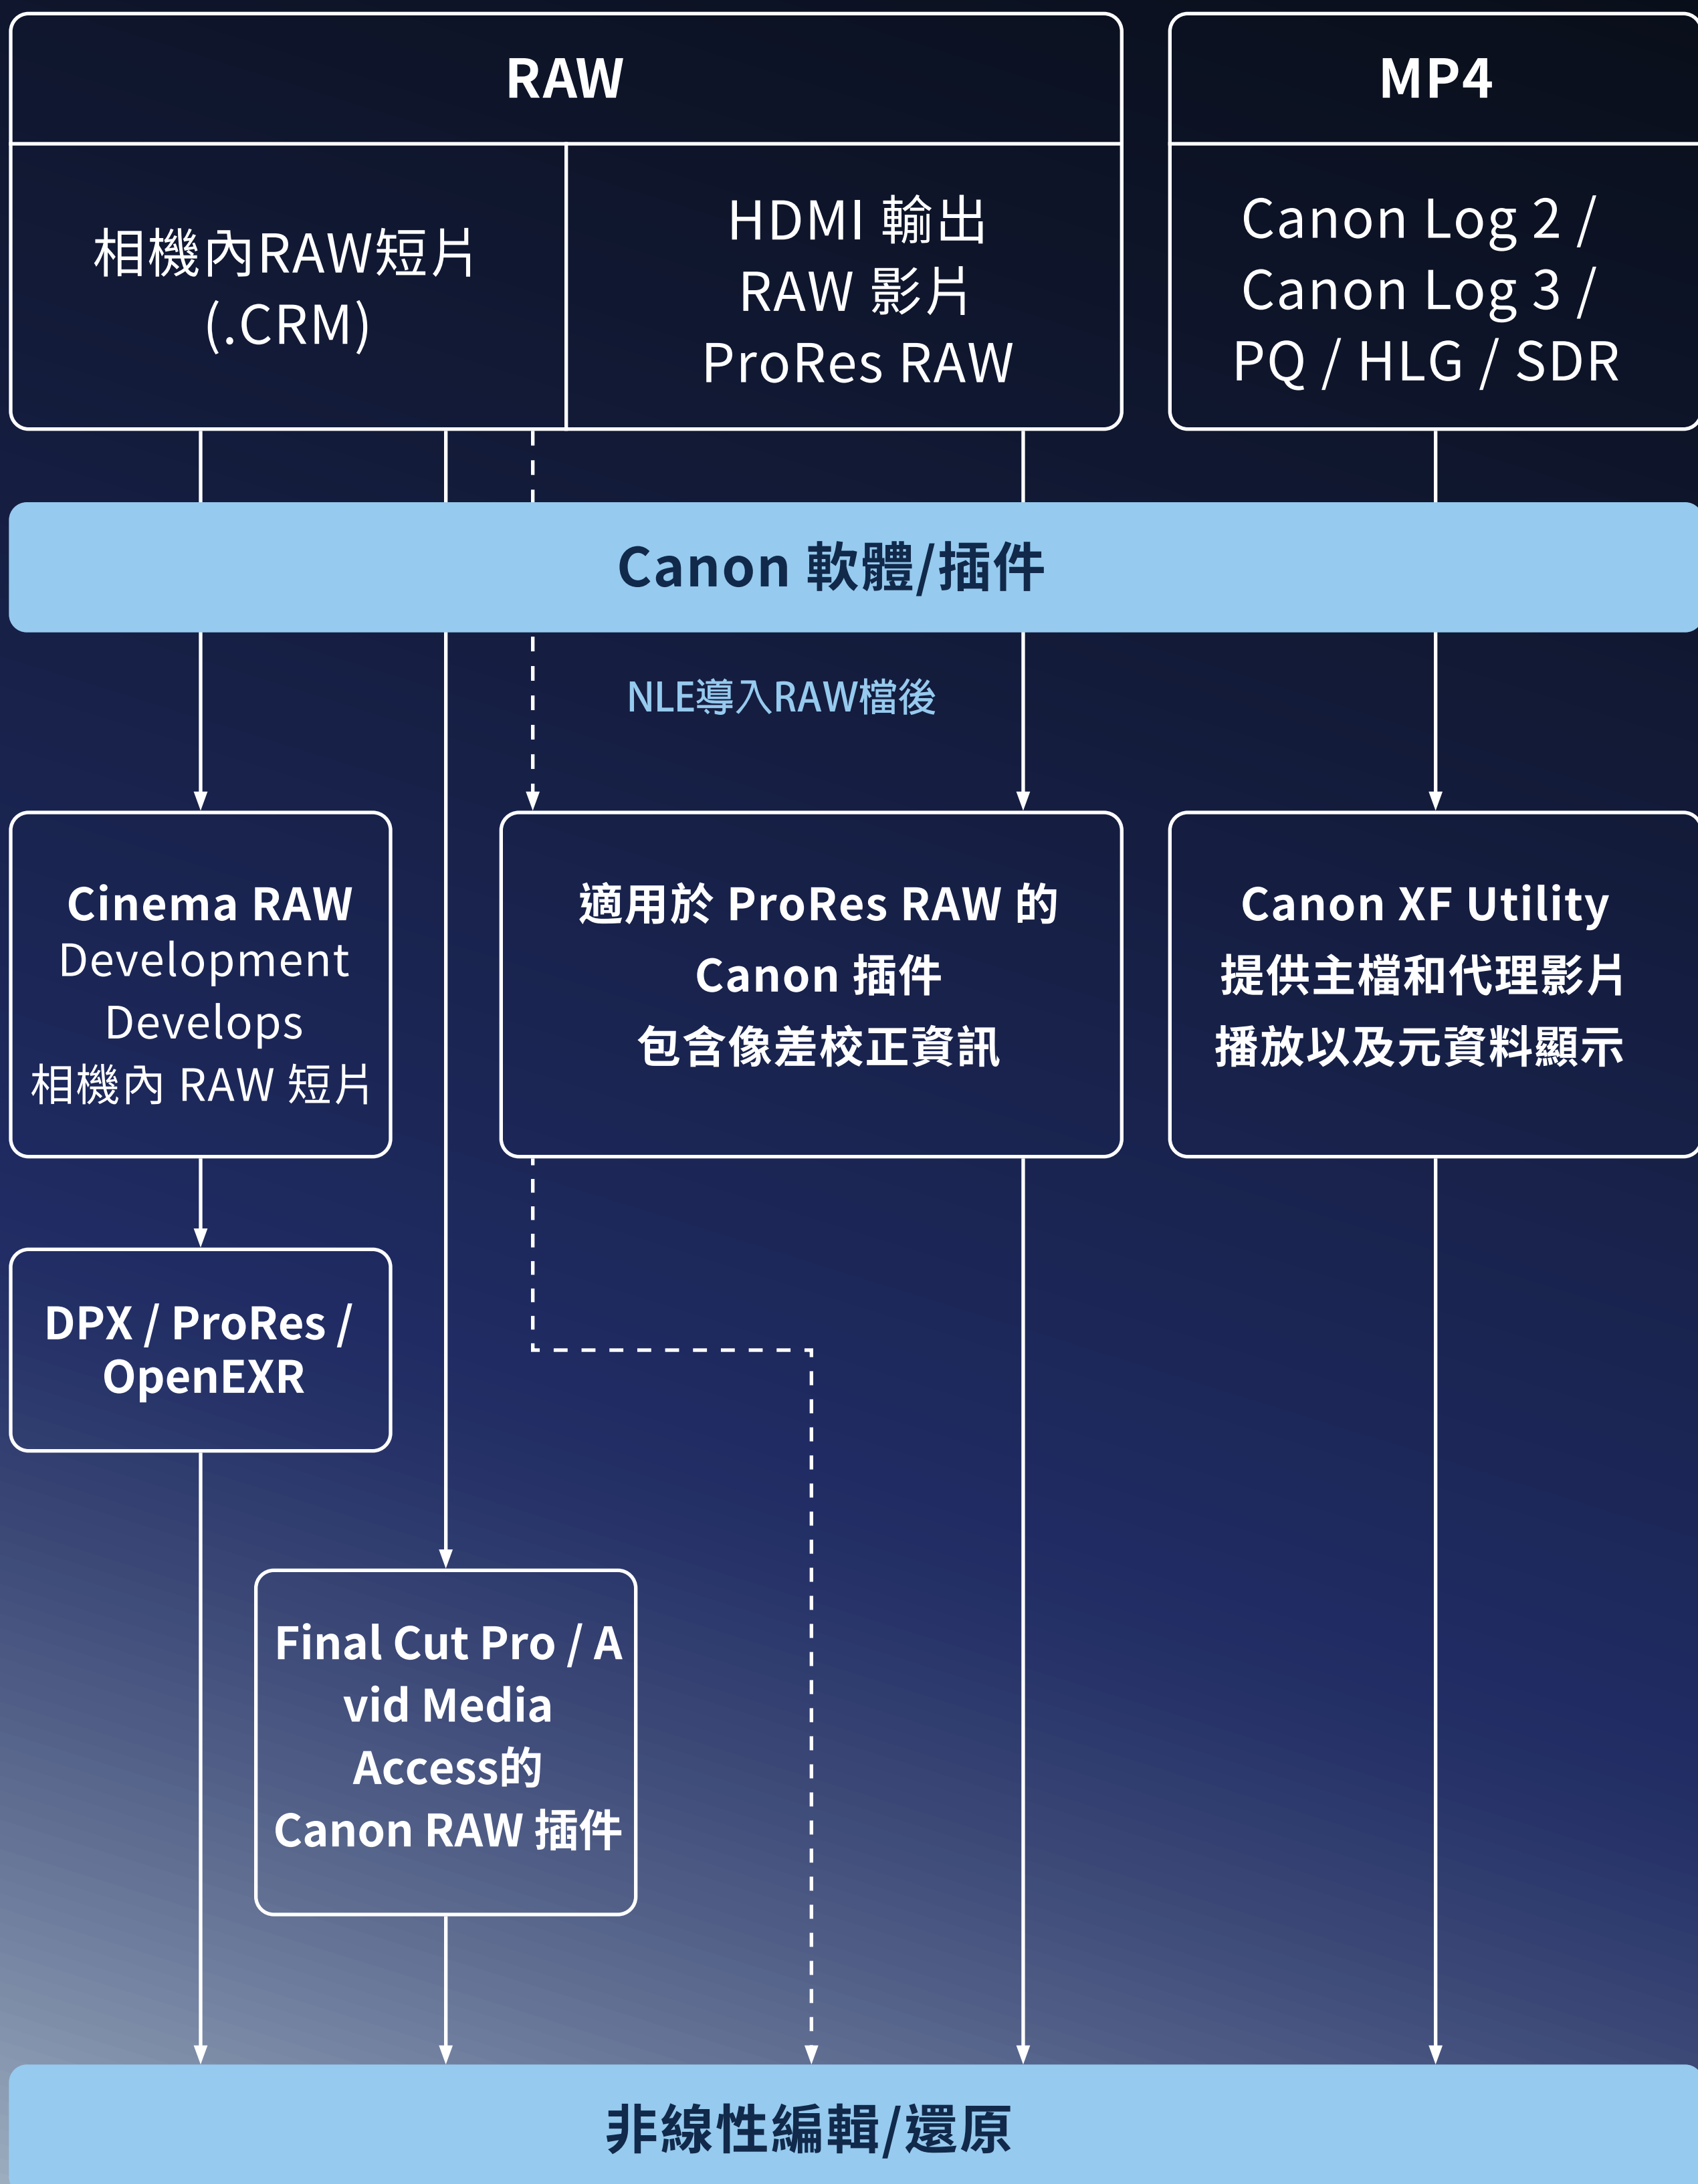 RAW
MP4
相機內RAW短片
(.CRM)
HDMI 輸出
RAW 影片
ProRes RAW
Canon Log 2 /
Canon Log 3 /
PQ / HLG / SDR
Canon 軟體/插件
NLE導入RAW檔後
Cinema RAW
Development
Develops
相機內 RAW 短片
適用於 ProRes RAW 的
Canon 插件
包含像差校正資訊
Canon XF Utility
提供主檔和代理影片
播放以及元資料顯示
DPX / ProRes /
OpenEXR
Final Cut Pro / A
vid Media
Access的
Canon RAW 插件
非線性編輯/還原